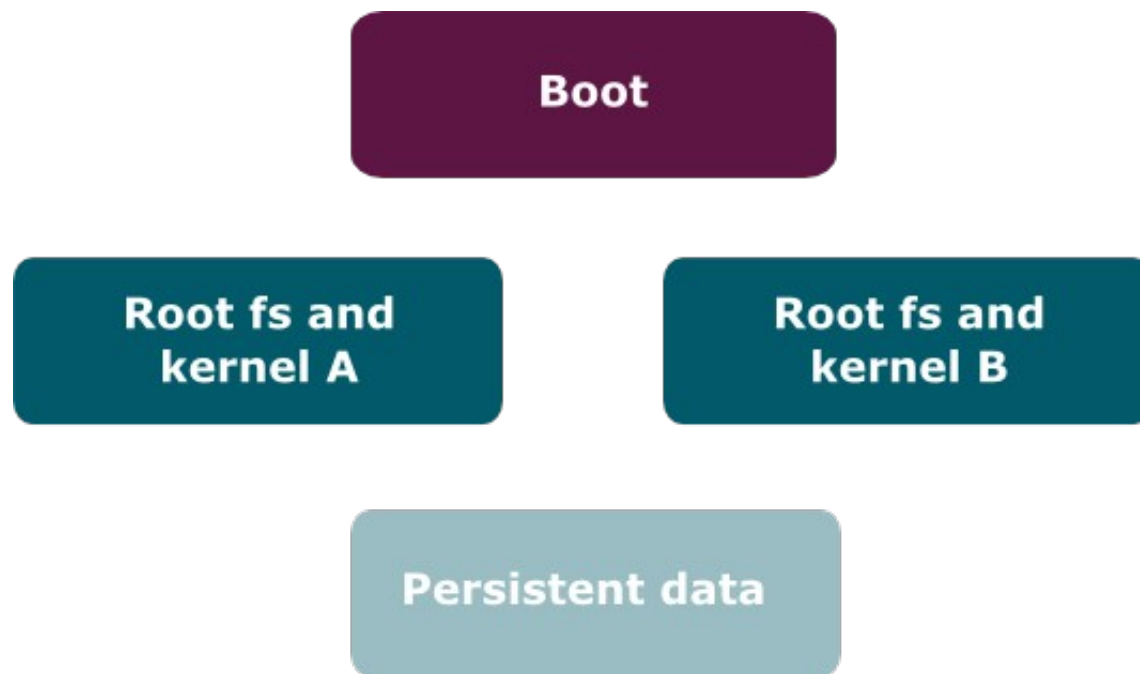 Boot
Root fs and
kernel A
Root fs and
kernel B
Persistent data